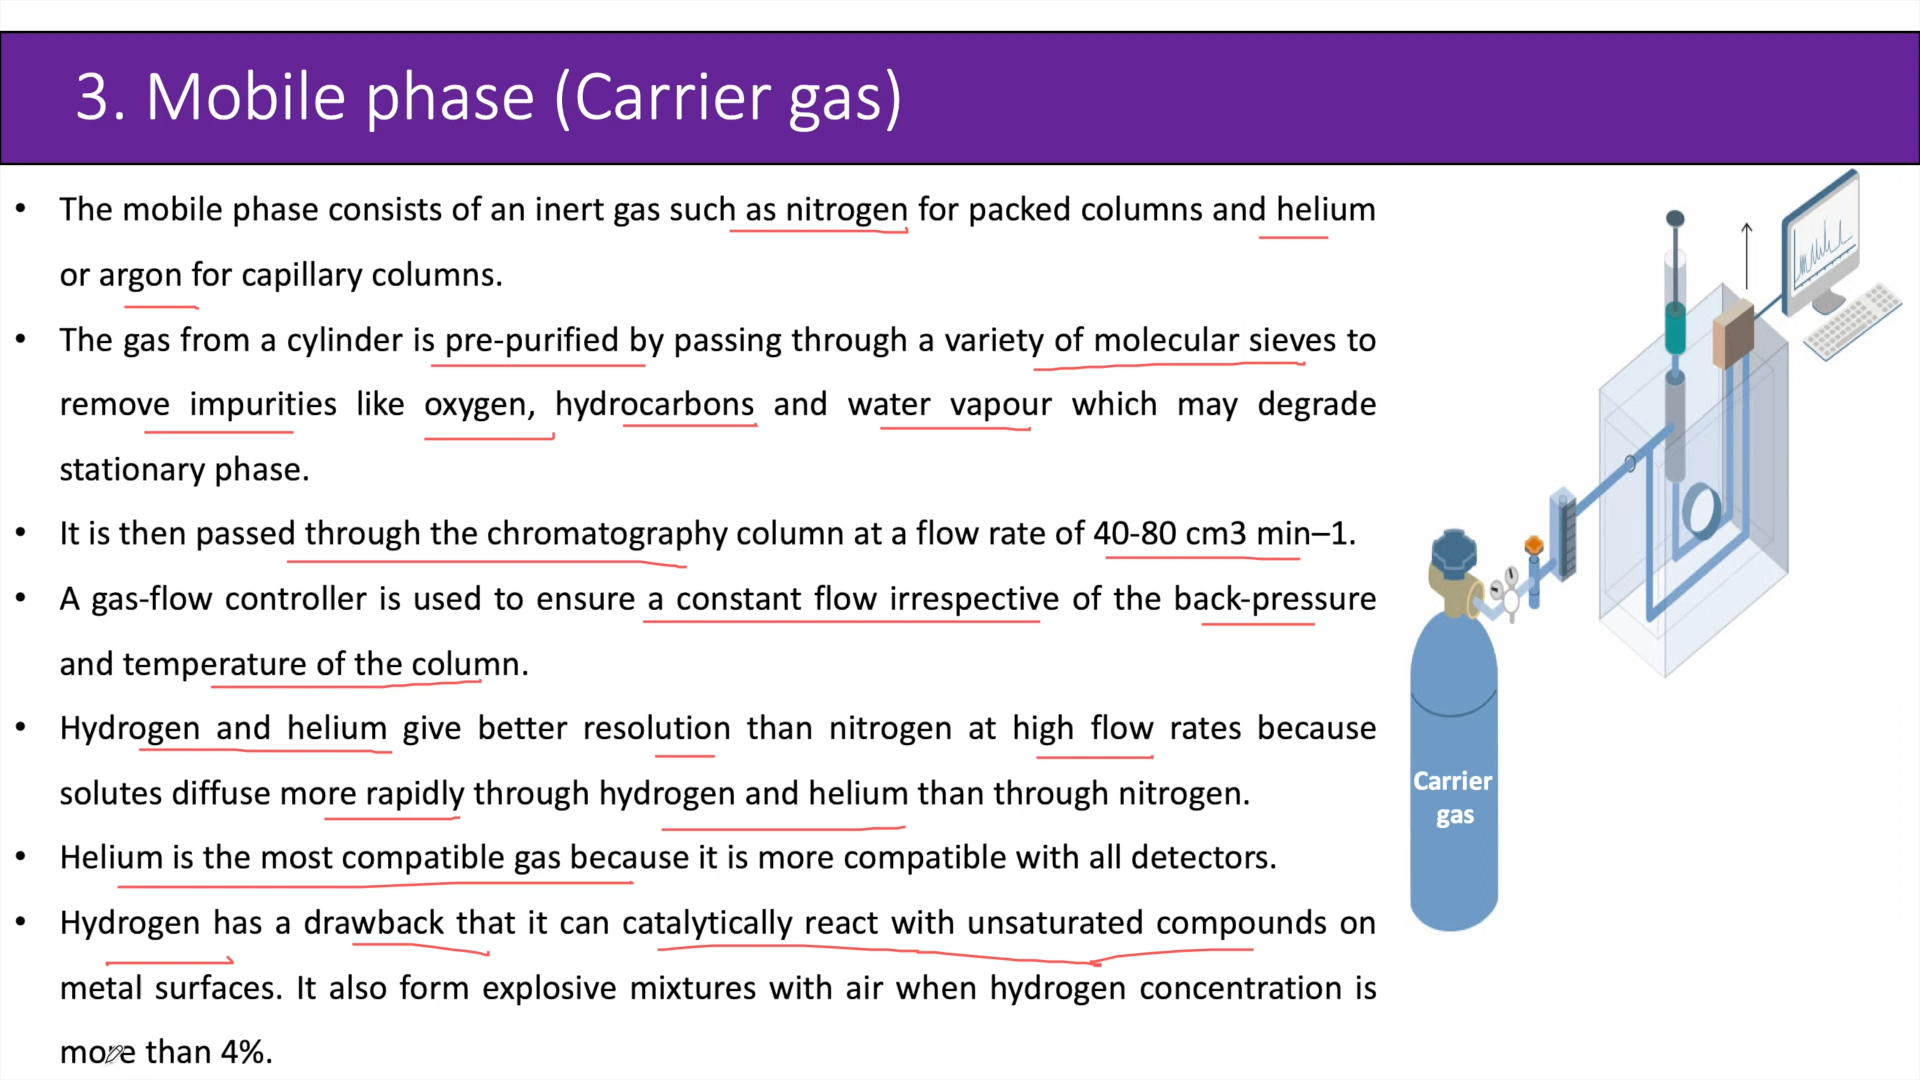 3. Mobile phase (Carrier gas)
• The mobile phase consists of an inert gas such as nitrogen for packed columns and helium
or argon for capillary columns.
• The gas from a cylinder is pre-purified by passing through a variety of molecular sieves to
remove impurities like oxygen, hydrocarbons and water vapour which may degrade
stationary phase.
• It is then passed through the chromatography column at a flow rate of 40-80 cm3 min–1.
• A gas-flow controller is used to ensure a constant flow irrespective of the back-pressure
and temperature of the column.
• Hydrogen and helium give better resolution than nitrogen at high flow rates because
solutes diffuse more rapidly through hydrogen and helium than through nitrogen.
• Helium is the most compatible gas because it is more compatible with all detectors.
• Hydrogen has a drawback that it can catalytically react with unsaturated compounds on
metal surfaces. It also form explosive mixtures with air when hydrogen concentration is
more than 4%.
Carrier
gas